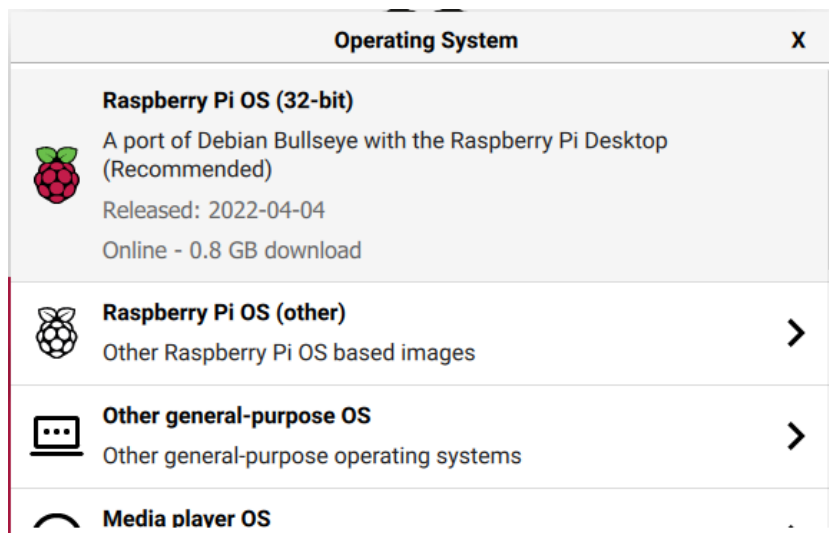 Operating System X
Raspberry Pi OS (32-bit)
A port of Debian Bullseye with the Raspberry Pi Desktop
(Recommended)
Released: 2022-04-04
Online - 0.8 GB download
Raspberry Pi OS (other)
Other Raspberry Pi OS based images
Other general-purpose OS
Other general-purpose operating systems
Media player OS